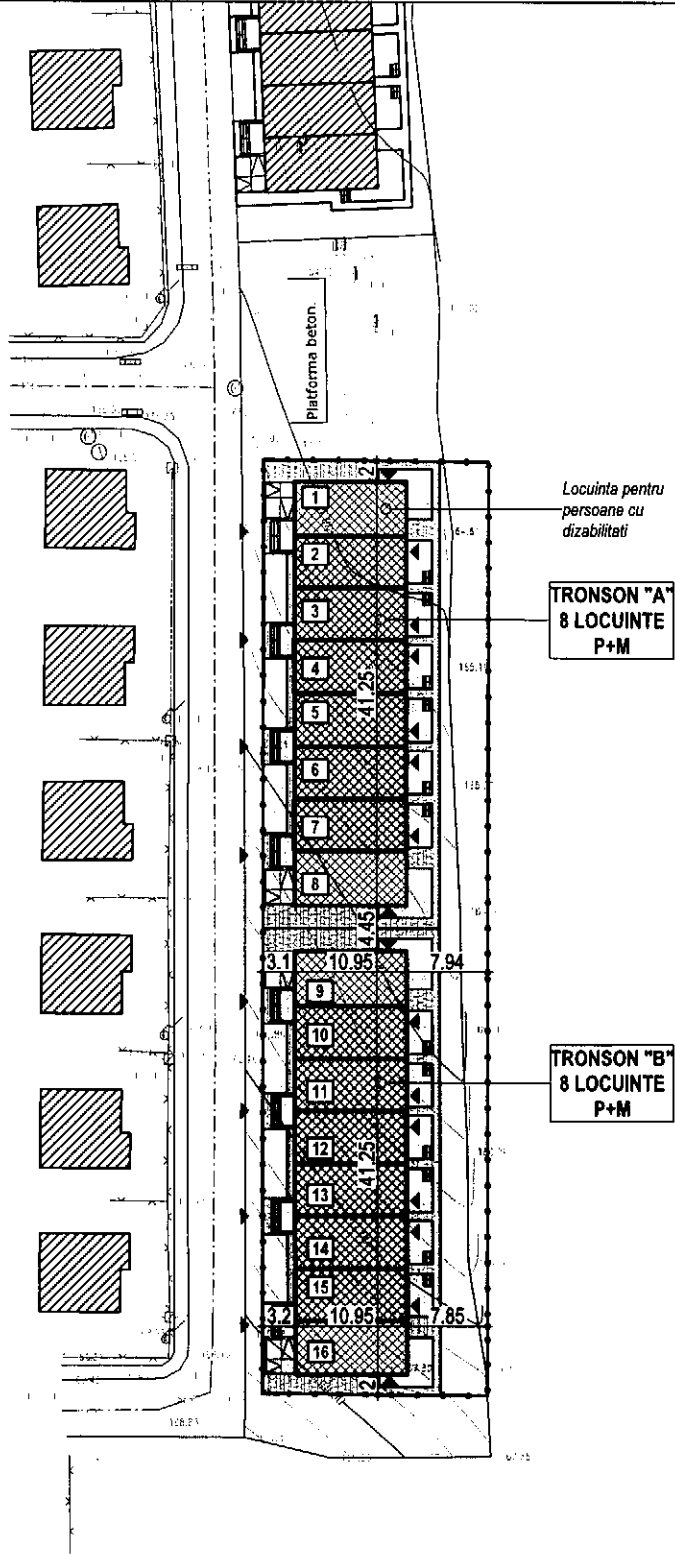 Platforma beton.
2
1
Locuinta pentru
persoane cu
dizabilitati
2
TRONSON "A"
8 LOCUINTE
P+M
3
4
41.25
5
6
7
8
4.45
3.1 10.95 7.94
9
10
TRONSON "B"
8 LOCUINTE
P+M
11
12
41.25
13
14
15
3.2 10.95 7.85
16
2